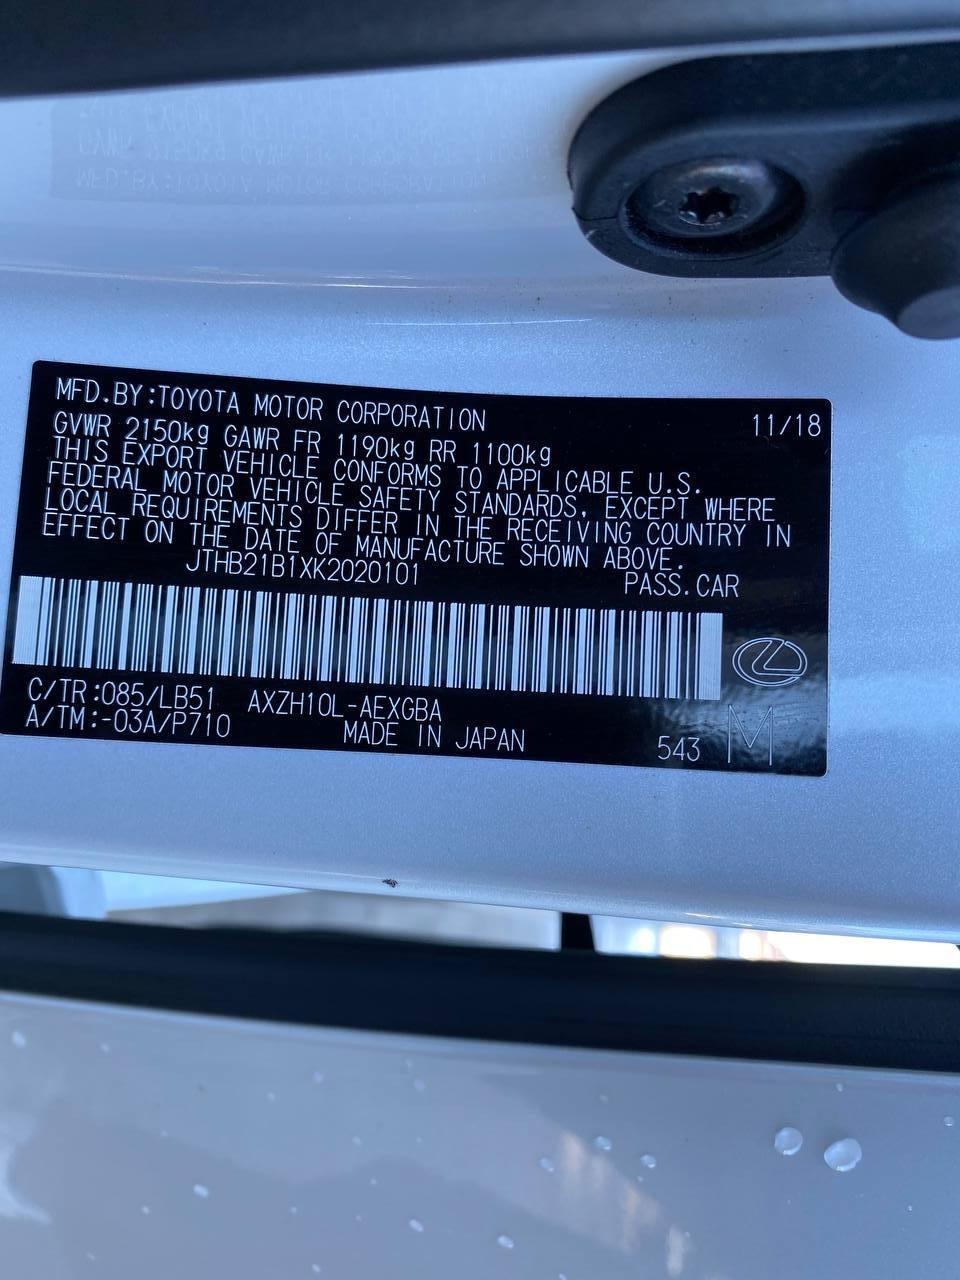 MFD.BY:TOYOTA MOTOR CORPORATION 11/18
GVWR 2150kg GAWR FR 1190kg RR 1100kg
THIS EXPORT VEHICLE CONFORMS TO APPLICABLE U.S.
FEDERAL MOTOR VEHICLE SAFETY STANDARDS, EXCEPT WHERE
LOCAL REQUIREMENTS DIFFER IN THE RECEIVING COUNTRY IN
EFFECT ON THE DATE OF MANUFACTURE SHOWN ABOVE.
JTHB21B1XK2020101 PASS.CAR
C/TR:085/LB51 AXZH10L-AEXGBA
A/TM:-03A/P710 MADE IN JAPAN 543 M